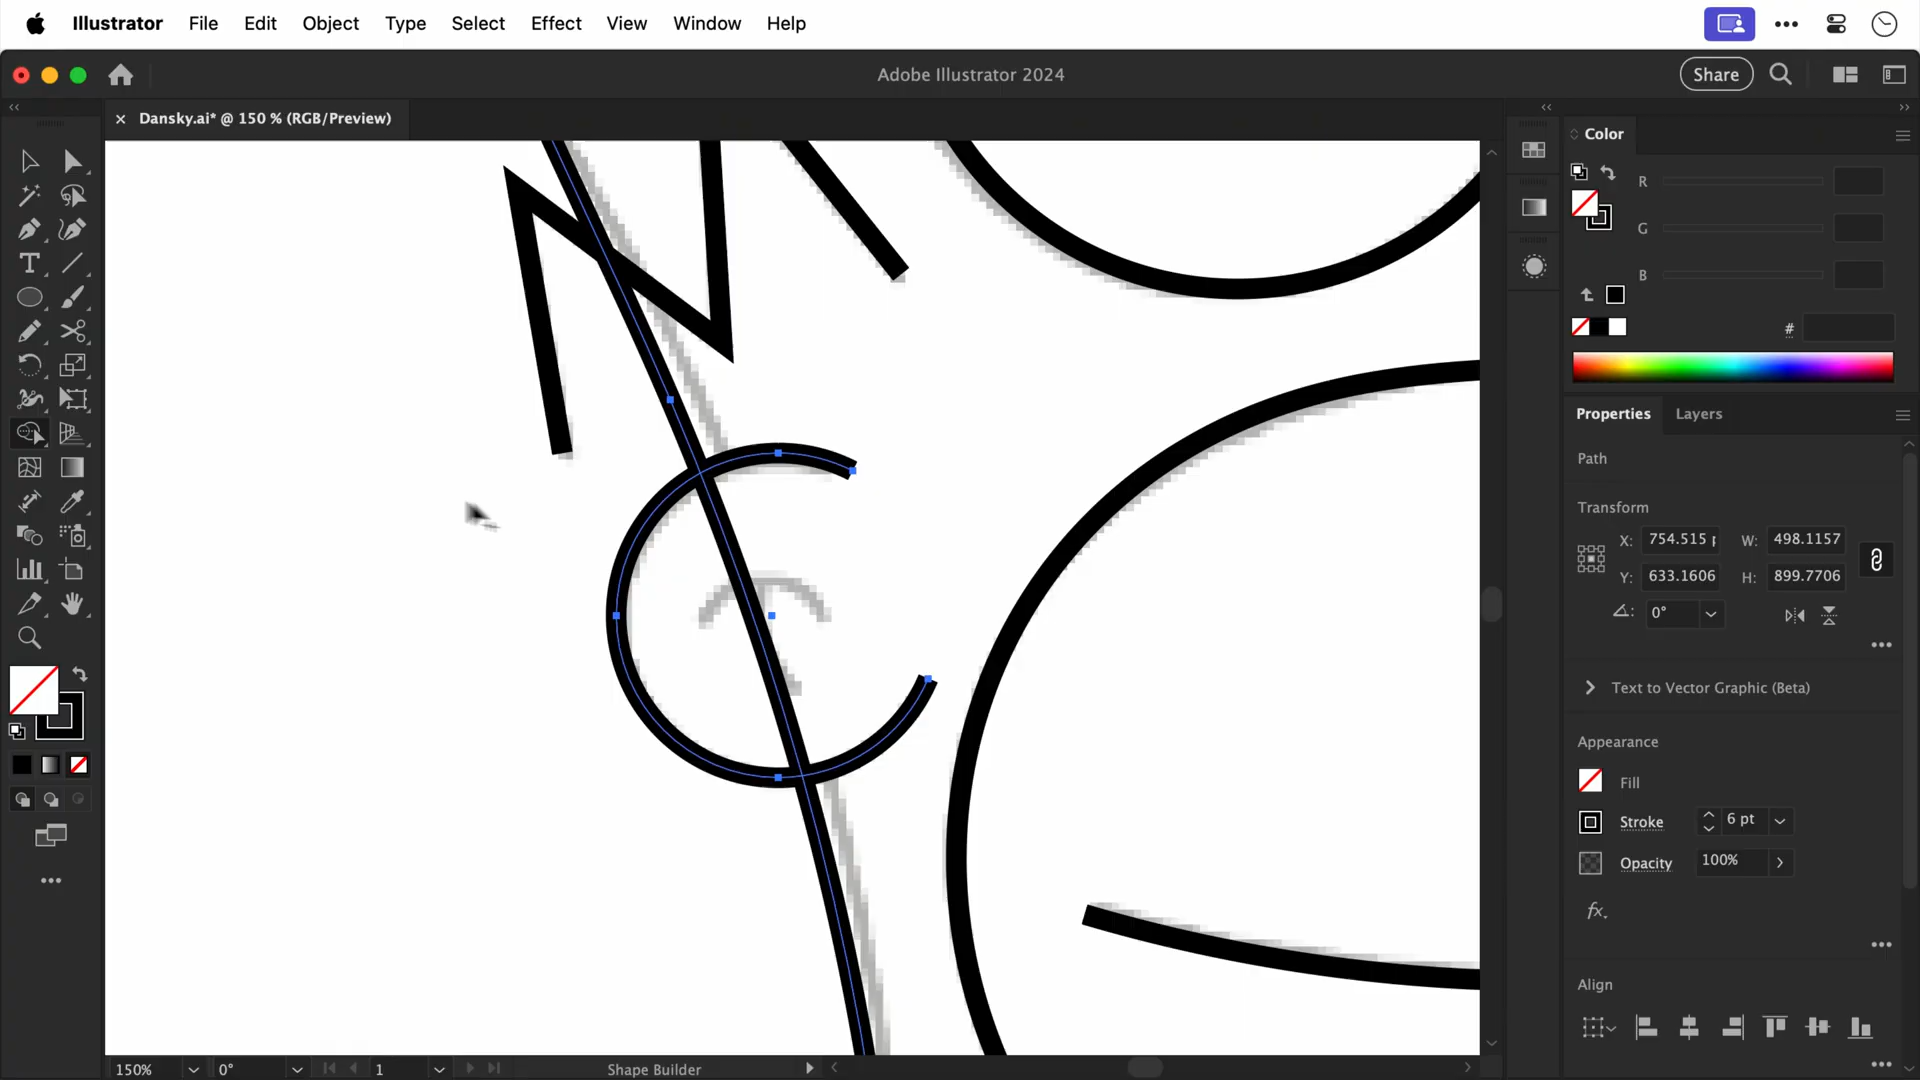 Illustrator File Edit Object Type Select Effect View Window Help
Adobe Illustrator 2024
Share
Dansky.ai* @ 150 % (RGB/Preview)
Color
R
G
B
#
Properties Layers
Path
Transform
X: 754.515 p W: 498.1157
Y: 633.1606 H: 899.7706
0°
Text to Vector Graphic (Beta)
Appearance
Fill
Stroke 6 pt
Opacity 100%
fx
Align
150% 0° 1 Shape Builder